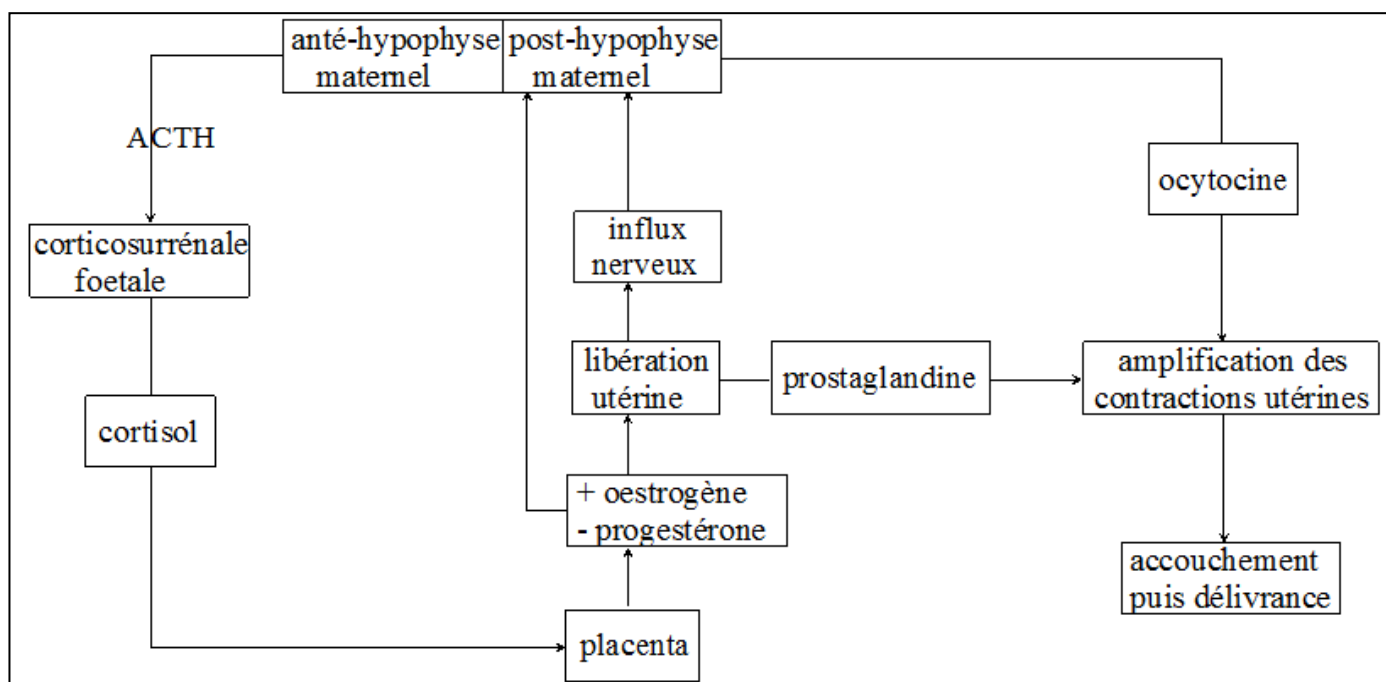 anté-hypophyse
maternel
post-hypophyse
maternel
ACTH
ocytocine
corticosurrénale
foetale
influx
nerveux
libération
utérine
prostaglandine
amplification des
contractions utérines
cortisol
+ oestrogène
- progestérone
accouchement
puis délivrance
placenta